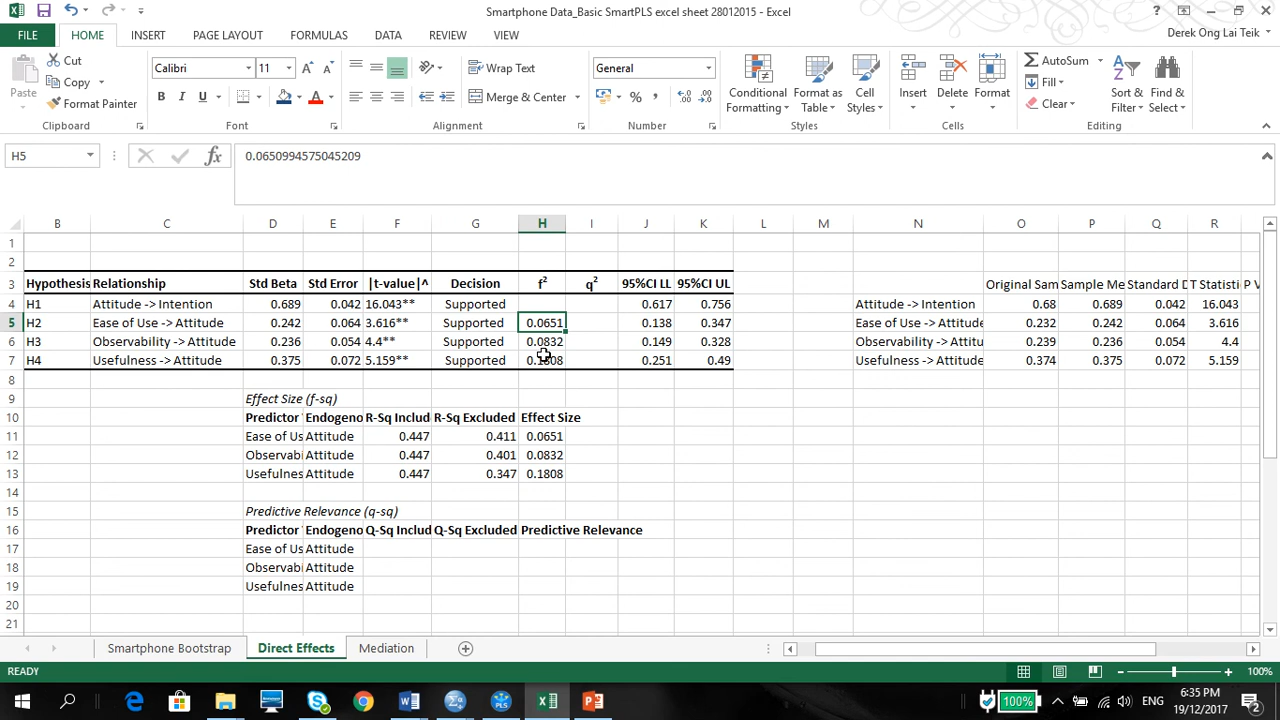 Smartphone Data_Basic SmartPLS excel sheet 28012015 - Excel
FILE HOME INSERT PAGE LAYOUT FORMULAS DATA REVIEW VIEW Derek Ong Lai Teik
Cut
Copy
Format Painter
Paste
Calibri 11
B I U
Wrap Text
Merge & Center
General
Conditional Formatting
Format as Table
Cell Styles
Insert Delete Format
AutoSum
Fill
Clear
Sort & Filter
Find & Select
Clipboard Font Alignment Number Styles Cells Editing
H5 fx 0.0650994575045209
B C D E F G H I J K L M N O P Q R
1
2
3 Hypothesis Relationship Std Beta Std Error |t-value|^ Decision f² q² 95%CI LL 95%CI UL Original Sam Sample Me Standard D T Statisti P V
4 H1 Attitude -> Intention 0.689 0.042 16.043** Supported 0.617 0.756 Attitude -> Intention 0.68 0.689 0.042 16.043
5 H2 Ease of Use -> Attitude 0.242 0.064 3.616** Supported 0.0651 0.138 0.347 Ease of Use -> Attitude 0.232 0.242 0.064 3.616
6 H3 Observability -> Attitude 0.236 0.054 4.4** Supported 0.0832 0.149 0.328 Observability -> Attitu 0.239 0.236 0.054 4.4
7 H4 Usefulness -> Attitude 0.375 0.072 5.159** Supported 0.1808 0.251 0.49 Usefulness -> Attitude 0.374 0.375 0.072 5.159
8
9 Effect Size (f-sq)
10 Predictor Endogeno R-Sq Includ R-Sq Excluded Effect Size
11 Ease of Us Attitude 0.447 0.411 0.0651
12 Observabi Attitude 0.447 0.401 0.0832
13 Usefulnes Attitude 0.447 0.347 0.1808
14
15 Predictive Relevance (q-sq)
16 Predictor Endogeno Q-Sq Includ Q-Sq Excluded Predictive Relevance
17 Ease of Us Attitude
18 Observabi Attitude
19 Usefulnes Attitude
20
21
Smartphone Bootstrap Direct Effects Mediation
READY 100%
100% ENG 6:35 PM
19/12/2017 2